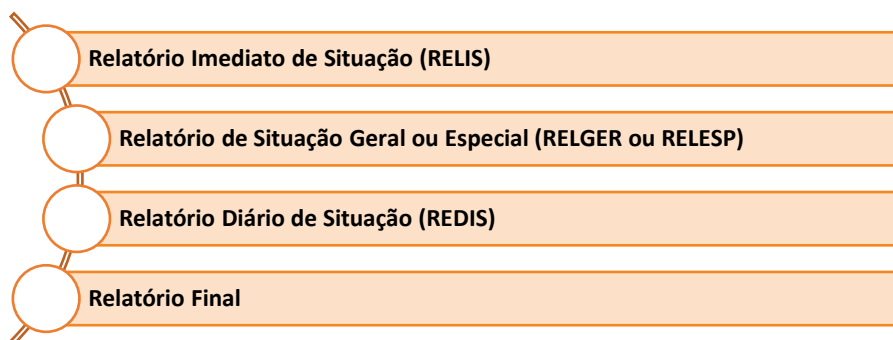 Relatório Imediato de Situação (RELIS)
Relatório de Situação Geral ou Especial (RELGER ou RELESP)
Relatório Diário de Situação (REDIS)
Relatório Final